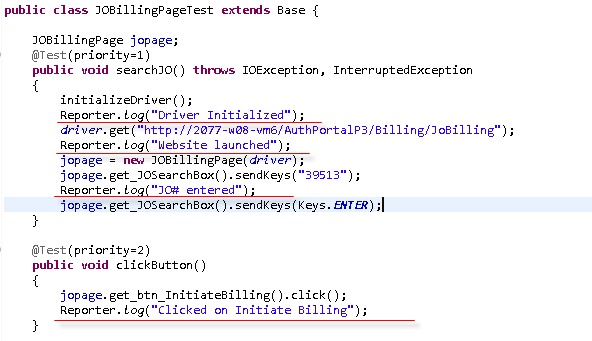 public class JOBillingPageTest extends Base {
JOBillingPage jopage;
@Test(priority=1)
public void searchJO() throws IOException, InterruptedException
{
initializeDriver();
Reporter.log("Driver Initialized");
driver.get("http://2077-w08-vm6/AuthPortalP3/Billing/JoBilling");
Reporter.log("Website launched");
jopage = new JOBillingPage(driver);
jopage.get_JOSearchBox().sendKeys("39513");
Reporter.log("JO# entered");
jopage.get_JOSearchBox().sendKeys(Keys.ENTER);
}
@Test(priority=2)
public void clickButton()
{
jopage.get_btn_InitiateBilling().click();
Reporter.log("Clicked on Initiate Billing");
}